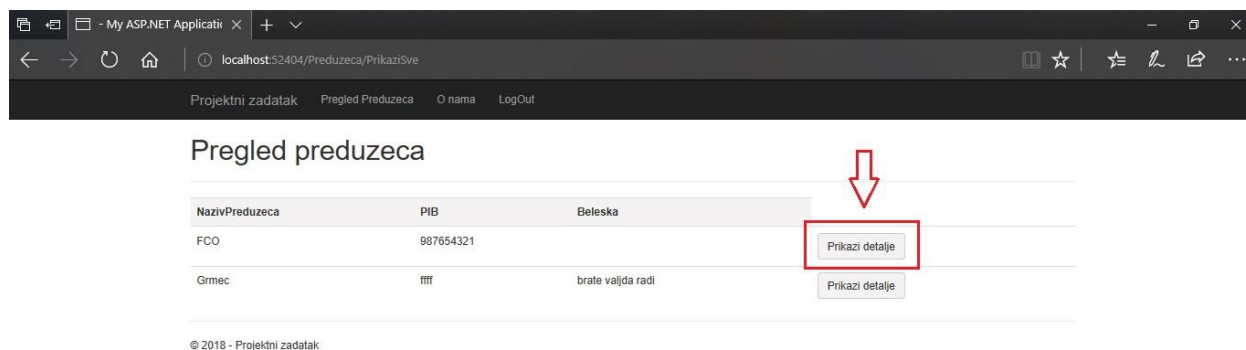 - My ASP.NET Applicatic
localhost:52404/Preduzeca/PrikaziSve
Projektni zadatak Pregled Preduzeca O nama LogOut
Pregled preduzeca
NazivPreduzeca PIB Beleska
FCO 987654321 Prikazi detalje
Grmec ffff brate valjda radi Prikazi detalje
© 2018 - Projektni zadatak